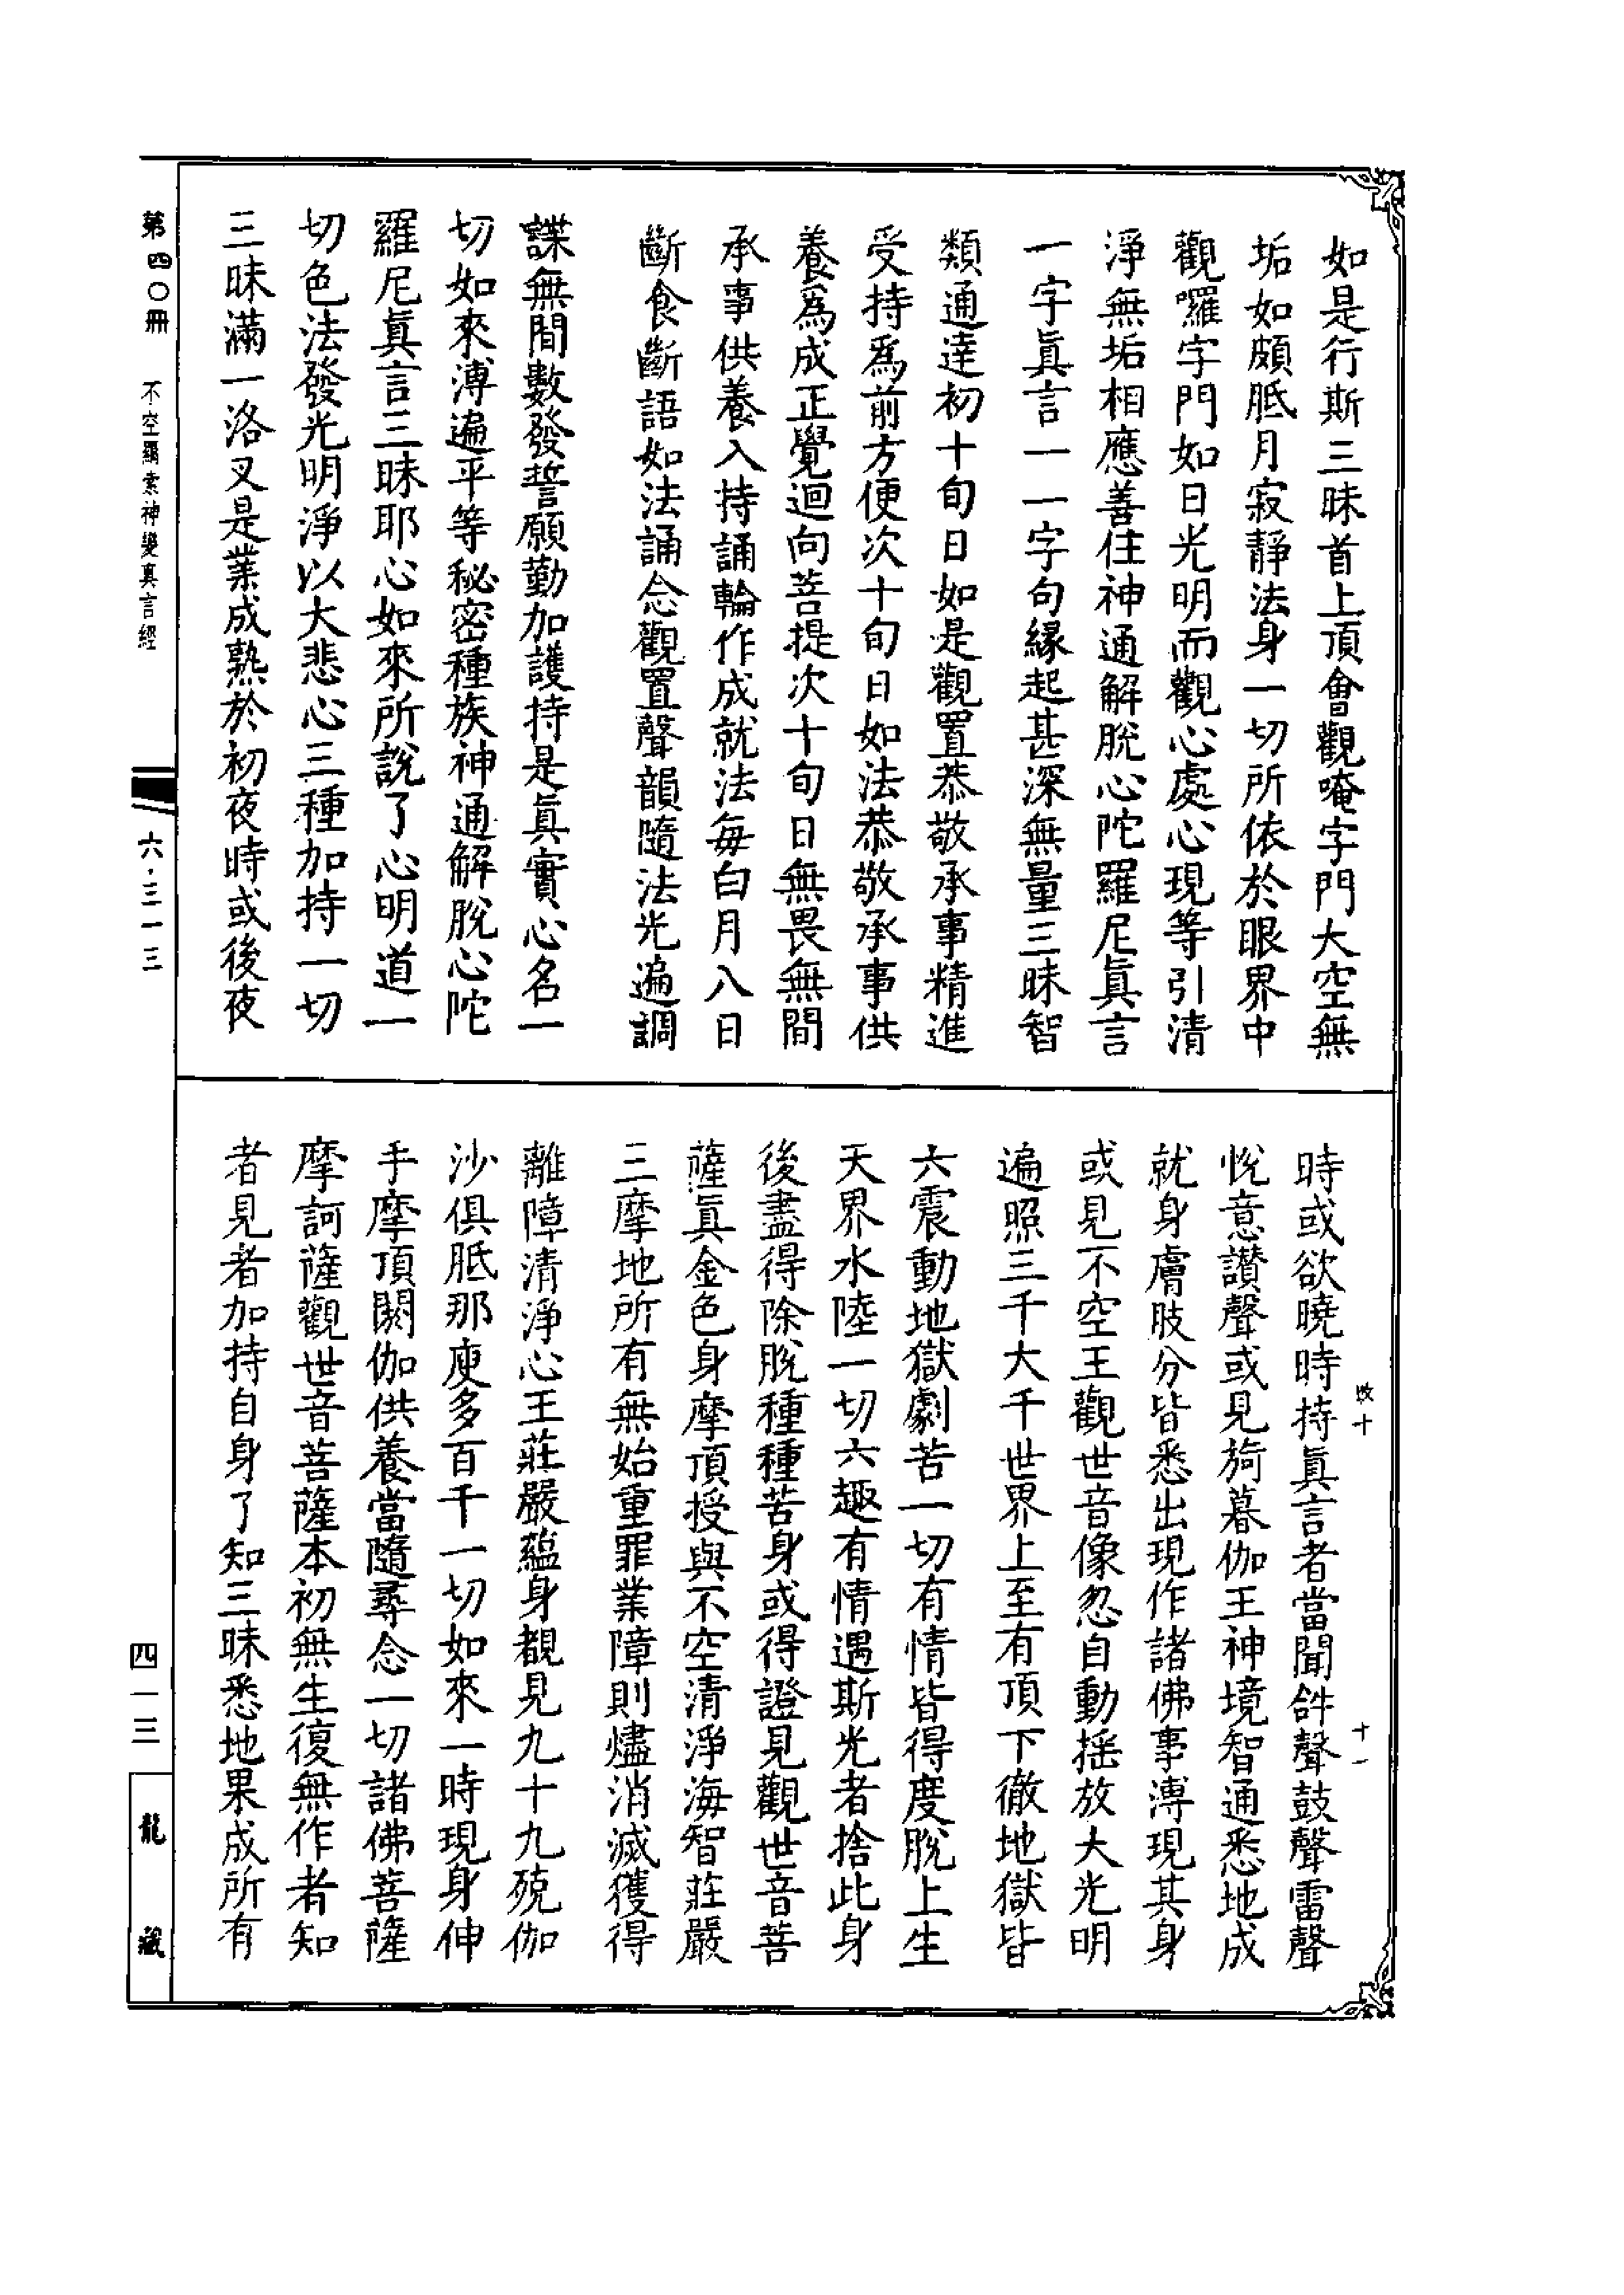 如是行斯三昧首上頂會觀唵字門大空無
垢如頗胝月寂靜法身一切所依於眼界中
觀囉字門如日光明而觀心處心現等引清
淨無垢相應善住神通解脫心陀羅尼真言
一字真言一一字句緣起甚深無量三昧智
類通達初十旬日如是觀置恭敬承事精進
受持為前方便次十旬日如法恭敬承事供
養為成正覺迴向菩提次十旬日無畏無間
承事供養入持誦輪作成就法每白月八日
斷食斷語如法誦念觀置聲韻隨法光遍調
諜無間數發誓願勤加護持是真實心名一
切如來溥遍平等秘密種族神通解脫心陀
羅尼真言三昧耶心如來所說了心明道一
切色法發光明淨以大悲心三種加持一切
三昧滿一洛叉是業成熟於初夜時或後夜
時或欲曉時持真言者當聞鈝聲鼓聲雷聲
悅意讚聲或見旖暮伽王神境智通悉地成
就身膚肢分皆悉出現作諸佛事溥現其身
或見不空王觀世音像忽自動搖放大光明
遍照三千大千世界上至有頂下徹地獄皆
六震動地獄劇苦一切有情皆得度脫上生
天界水陸一切六趣有情遇斯光者捨此身
後盡得除脫種種苦身或得證見觀世音菩
薩真金色身摩頂授與不空清淨海智莊嚴
三摩地所有無始重罪業障則燼消滅獲得
離障清淨心王莊嚴蘊身覩見九十九殑伽
沙俱胝那庾多百千一切如來一時現身伸
手摩頂閼伽供養當隨尋念一切諸佛菩薩
摩訶薩觀世音菩薩本初無生復無作者知
者見者加持自身了知三昧悉地果成所有
十
十一
第四〇冊 不空羂索神變真言經
六·三一三
四一三
龍藏